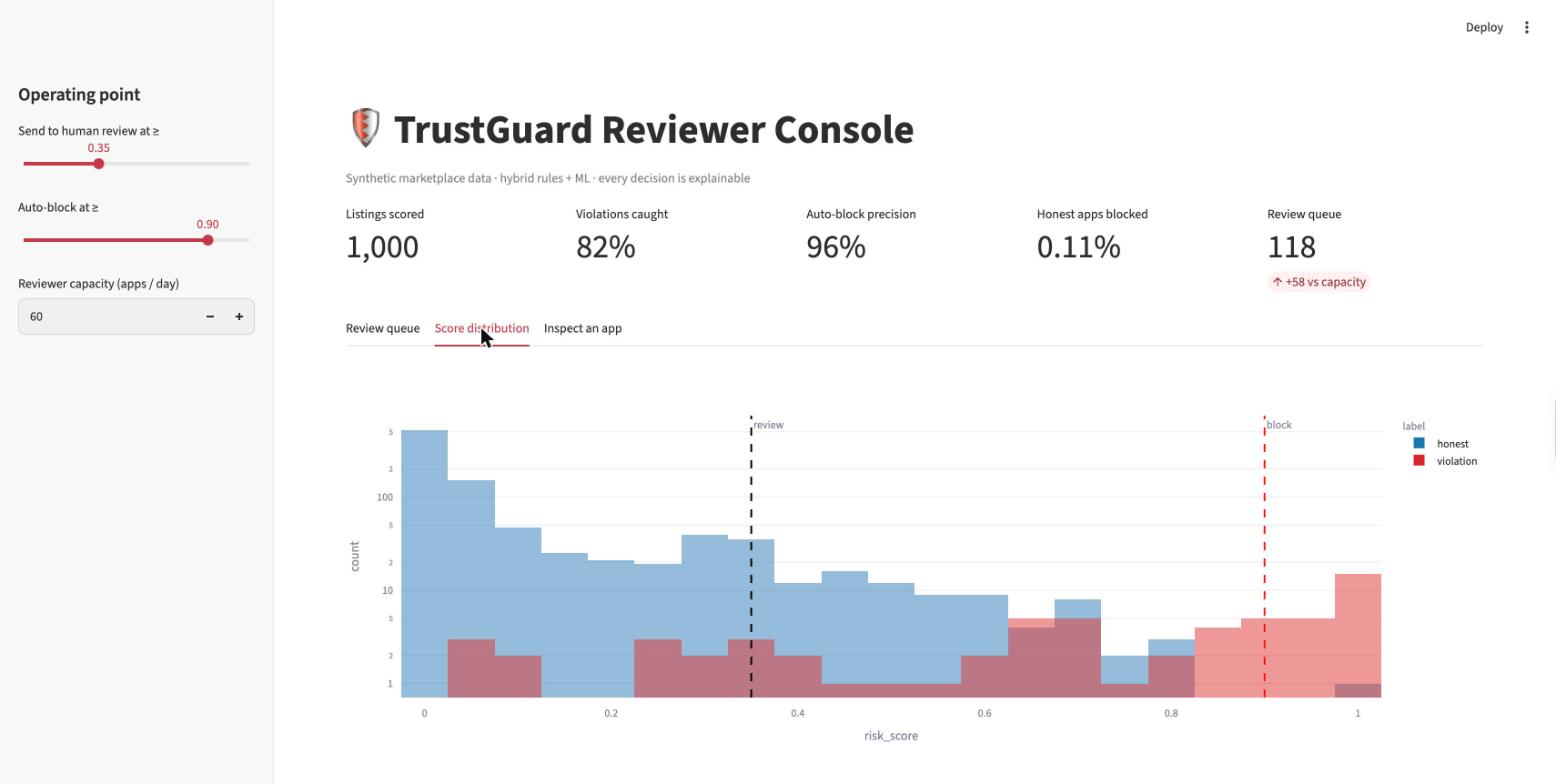 Deploy
Operating point
Send to human review at ≥
0.35
Auto-block at ≥
0.90
Reviewer capacity (apps / day)
60
TrustGuard Reviewer Console
Synthetic marketplace data · hybrid rules + ML · every decision is explainable
Listings scored
1,000
Violations caught
82%
Auto-block precision
96%
Honest apps blocked
0.11%
Review queue
118
↑ +58 vs capacity
Review queue Score distribution Inspect an app
review
block
label
honest
violation
count
5
2
100
5
2
10
5
2
1
0 0.2 0.4 0.6 0.8 1
risk_score